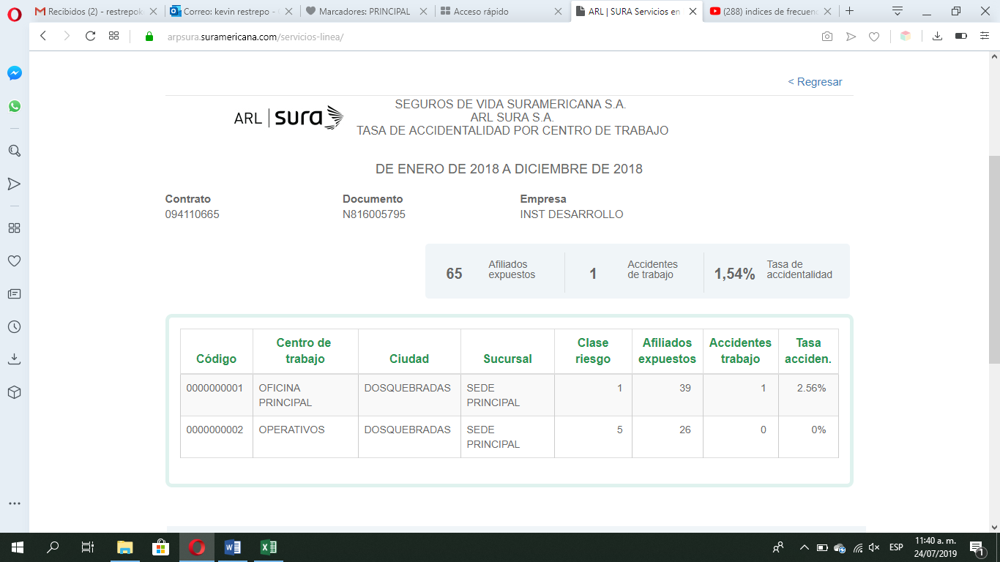 Recibidos (2) - restrepok
Correo: kevin restrepo -
Marcadores: PRINCIPAL
Acceso rápido
ARL | SURA Servicios en
(288) indices de frecuenc
arpsura.suramericana.com/servicios-linea/
< Regresar
ARL | sura
SEGUROS DE VIDA SURAMERICANA S.A.
ARL SURA S.A.
TASA DE ACCIDENTALIDAD POR CENTRO DE TRABAJO
DE ENERO DE 2018 A DICIEMBRE DE 2018
Contrato Documento Empresa
094110665 N816005795 INST DESARROLLO
65 Afiliados expuestos 1 Accidentes de trabajo 1,54% Tasa de accidentalidad
Código Centro de trabajo Ciudad Sucursal Clase riesgo Afiliados expuestos Accidentes trabajo Tasa acciden.
0000000001 OFICINA PRINCIPAL DOSQUEBRADAS SEDE PRINCIPAL 1 39 1 2.56%
0000000002 OPERATIVOS DOSQUEBRADAS SEDE PRINCIPAL 5 26 0 0%
ESP
11:40 a. m.
24/07/2019
1